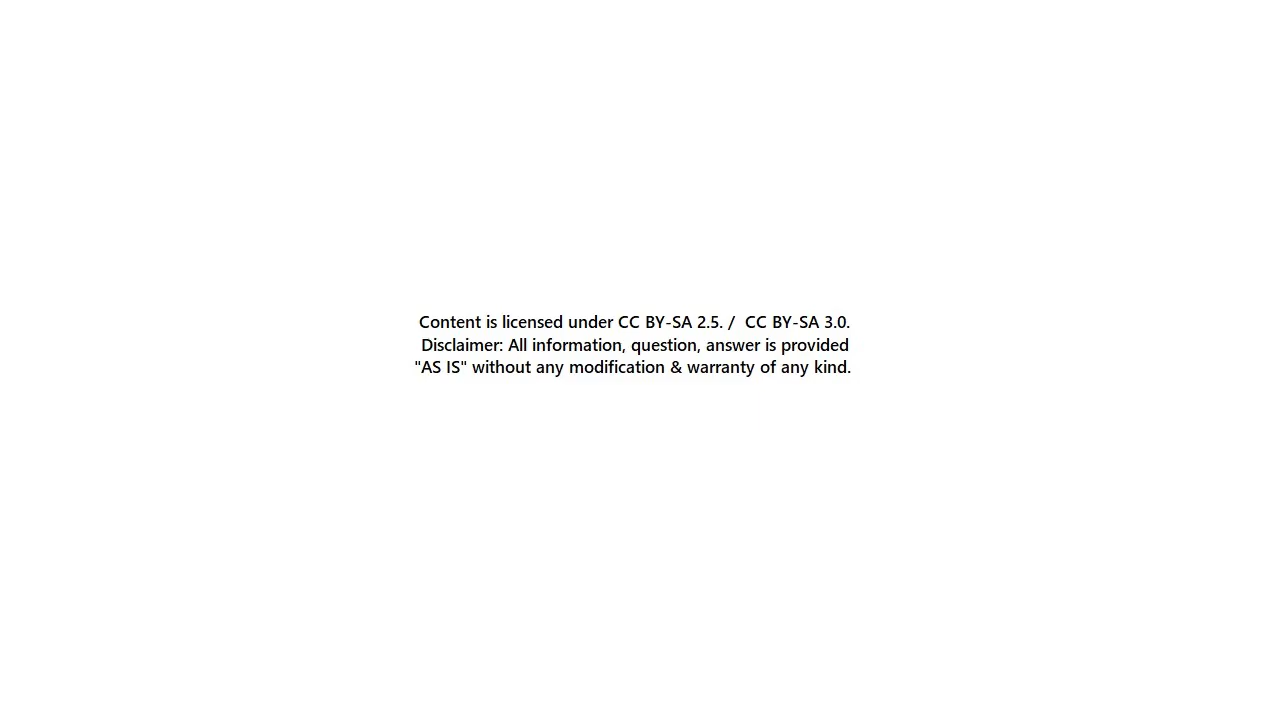 Content is licensed under CC BY-SA 2.5. /  CC BY-SA 3.0.
Disclaimer: All information, question, answer is provided
"AS IS" without any modification & warranty of any kind.